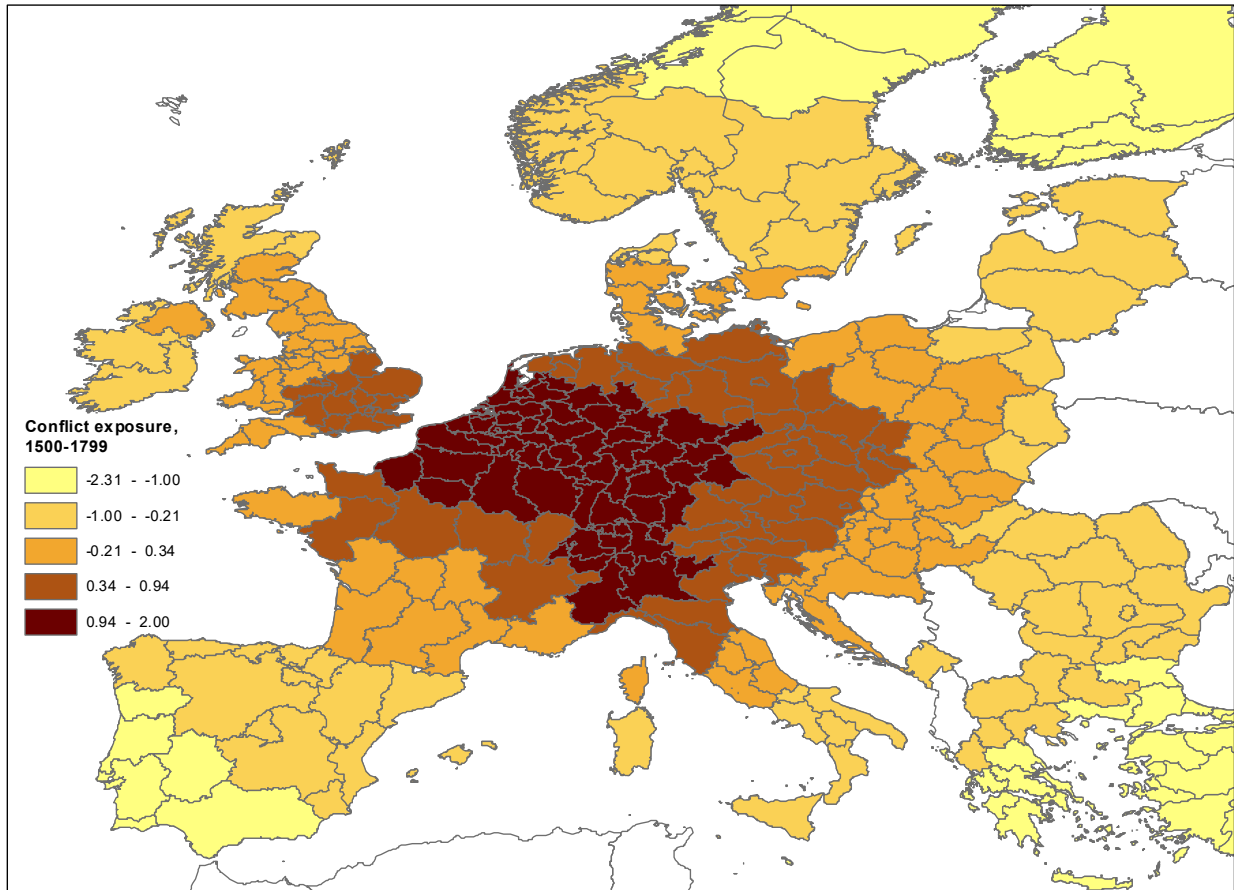 Conflict exposure,
1500-1799
-2.31 - -1.00
-1.00 - -0.21
-0.21 - 0.34
0.34 - 0.94
0.94 - 2.00